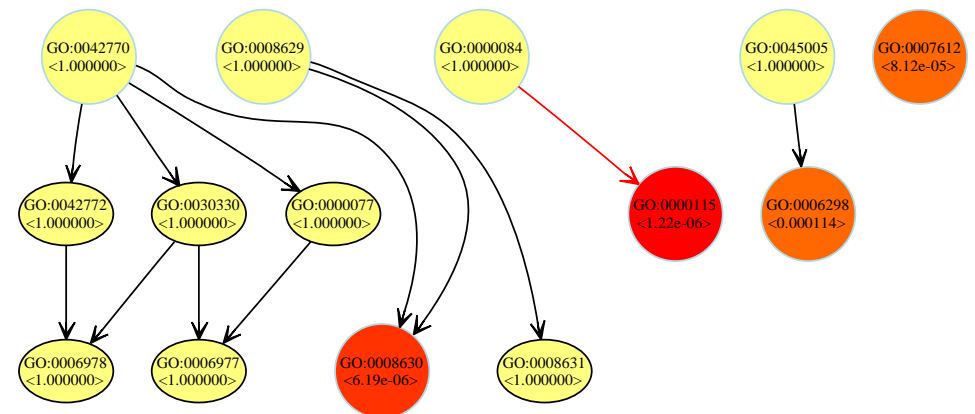 GO:0042770
<1.000000>
GO:0008629
<1.000000>
GO:0000084
<1.000000>
GO:0045005
<1.000000>
GO:0007612
<8.12e-05>
GO:0042772
<1.000000>
GO:0030330
<1.000000>
GO:0000077
<1.000000>
GO:0000115
<1.22e-06>
GO:0006298
<0.000114>
GO:0006978
<1.000000>
GO:0006977
<1.000000>
GO:0008630
<6.19e-06>
GO:0008631
<1.000000>